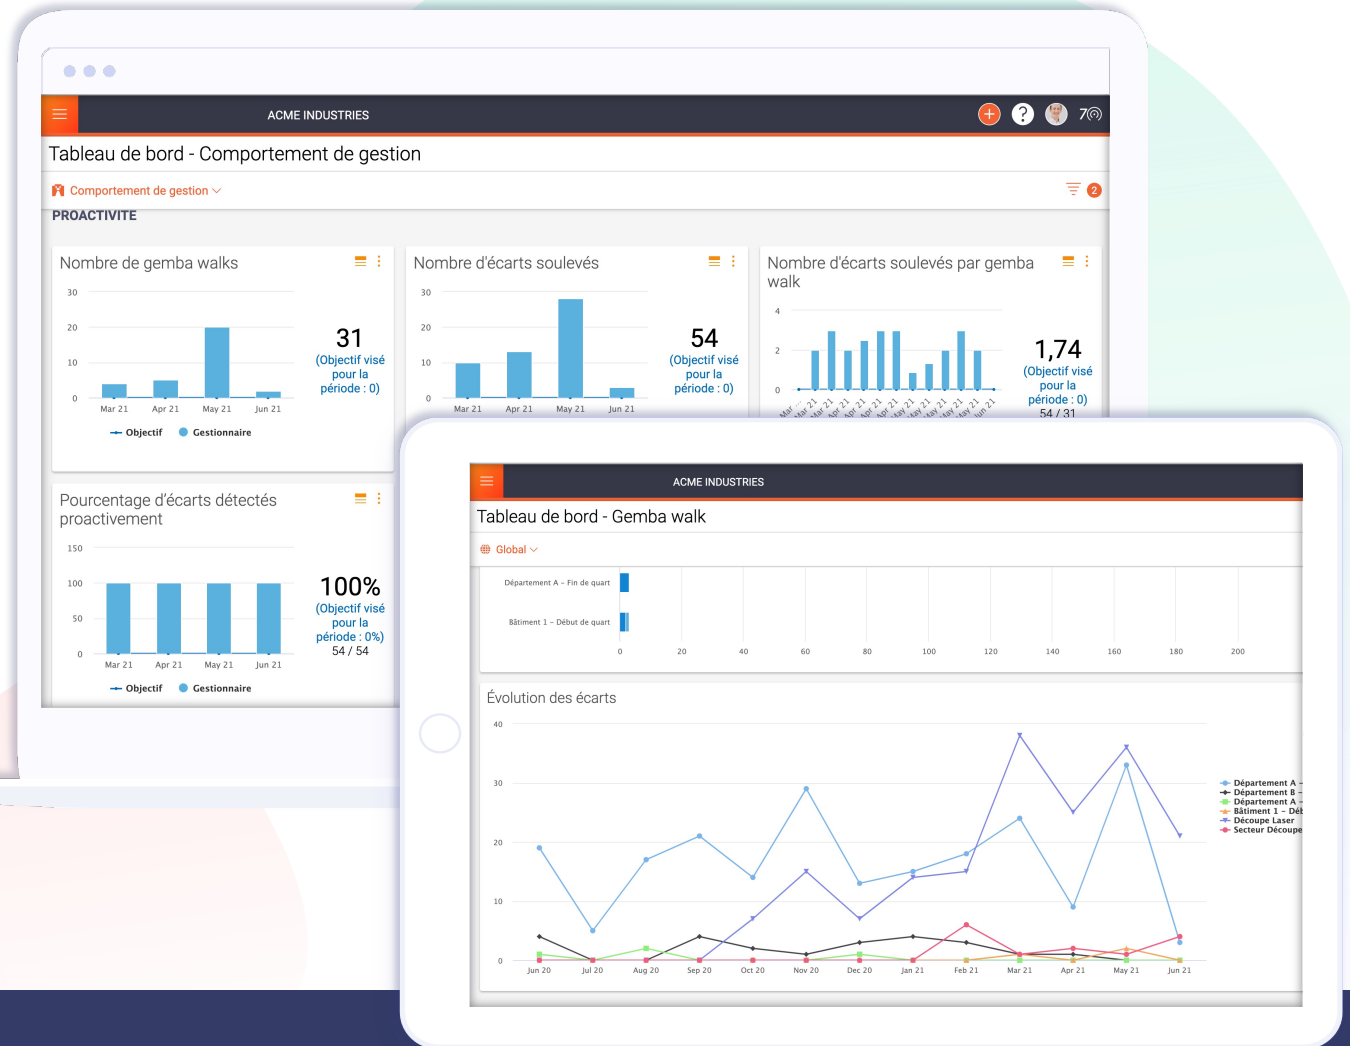 ACME INDUSTRIES
?
Tableau de bord - Comportement de gestion
Comportement de gestion
2
PROACTIVITÉ
Nombre de gemba walks
30
20
10
0
Mar 21 Apr 21 May 21 Jun 21
Objectif Gestionnaire
31
(Objectif visé
pour la
période : 0)
Nombre d'écarts soulevés
30
20
10
0
Mar 21 Apr 21 May 21 Jun 21
54
(Objectif visé
pour la
période : 0)
Nombre d'écarts soulevés par gemba
walk
4
2
0
1,74
(Objectif visé
pour la
période : 0)
54 / 31
Pourcentage d'écarts détectés
proactivement
150
100
50
0
Mar 21 Apr 21 May 21 Jun 21
Objectif Gestionnaire
100%
(Objectif visé
pour la
période : 0%)
54 / 54
ACME INDUSTRIES
Tableau de bord - Gemba walk
Global
Département A – Fin de quart
Bâtiment 1 – Début de quart
0 20 40 60 80 100 120 140 160 180 200
Évolution des écarts
40
30
20
10
0
Jun 20 Jul 20 Aug 20 Sep 20 Oct 20 Nov 20 Dec 20 Jan 21 Feb 21 Mar 21 Apr 21 May 21 Jun 21
Département A –
Département B –
Département A –
Bâtiment 1 – Dét
Découpe Laser
Secteur Découpe